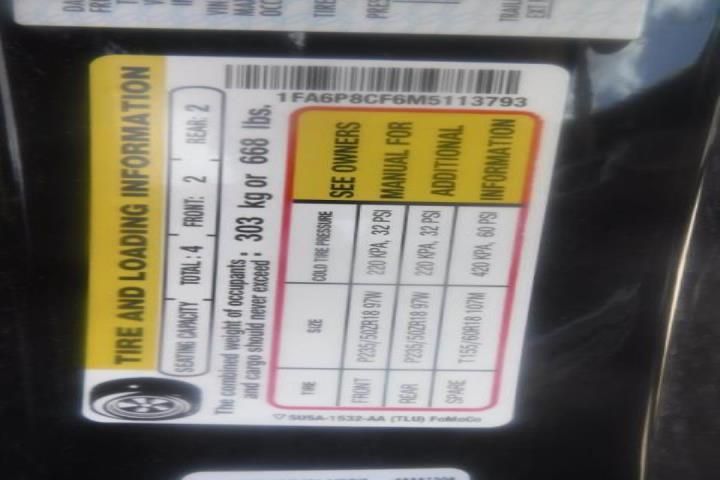 TIRE AND LOADING INFORMATION
SEATING CAPACITY TOTAL: 4 FRONT: 2 REAR: 2
The combined weight of occupants
and cargo should never exceed : 303 kg or 668 lbs.
TIRE SIZE COLD TIRE PRESSURE
FRONT P235/50ZR18 97W 220 KPA, 32 PSI
REAR P235/50ZR18 97W 220 KPA, 32 PSI
SPARE T155/60R18 107M 420 KPA, 60 PSI
SEE OWNERS
MANUAL FOR
ADDITIONAL
INFORMATION
SUSA-1532-AA (TLU) FoMoCo
1FA6P8CF6M5113793